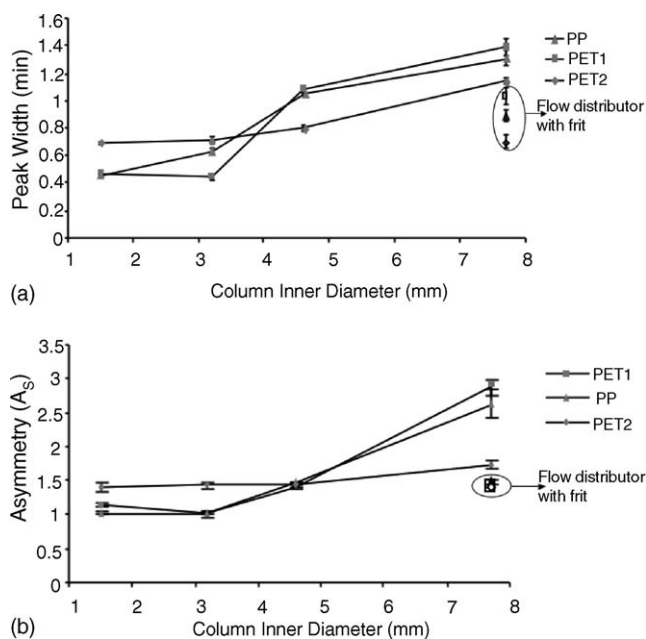 1.6
1.4
1.2
1
0.8
0.6
0.4
0.2
0
Peak Width (min)
1 2 3 4 5 6 7 8
Column Inner Diameter (mm)
PP
PET1
PET2
Flow distributor
with frit
(a)
3.5
3
2.5
2
1.5
1
0.5
0
Asymmetry (AS)
1 2 3 4 5 6 7 8
Column Inner Diameter (mm)
PET1
PP
PET2
Flow distributor
with frit
(b)